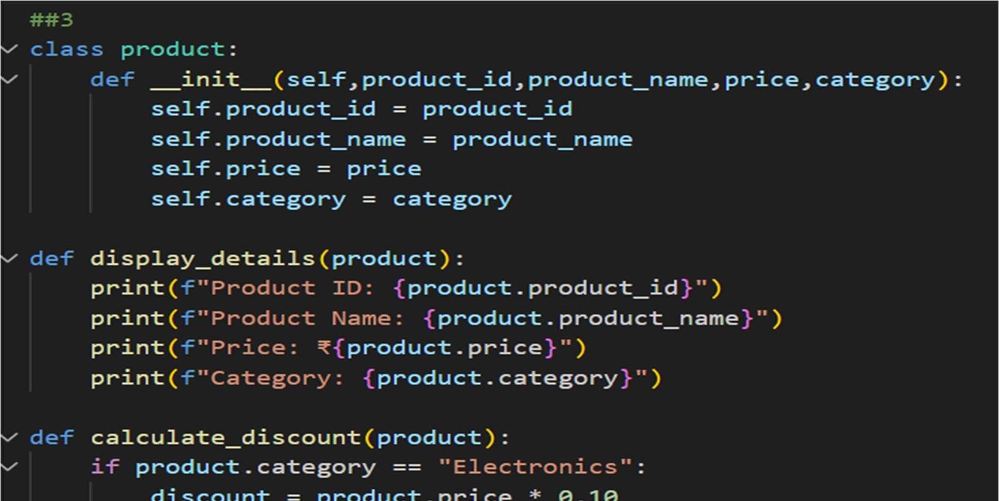 ##3
class product:
    def __init__(self,product_id,product_name,price,category):
        self.product_id = product_id
        self.product_name = product_name
        self.price = price
        self.category = category
def display_details(product):
    print(f"Product ID: {product.product_id}")
    print(f"Product Name: {product.product_name}")
    print(f"Price: ₹{product.price}")
    print(f"Category: {product.category}")
def calculate_discount(product):
    if product.category == "Electronics":
        discount = product.price * 0.10